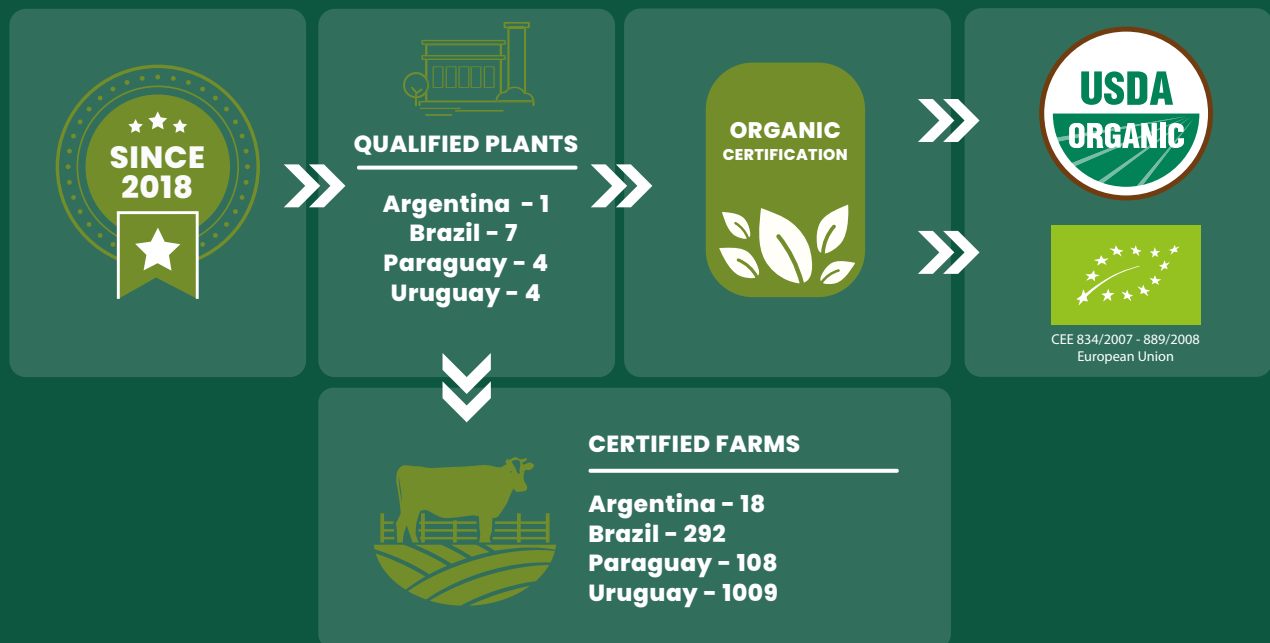 SINCE
2018
QUALIFIED PLANTS
Argentina - 1
Brazil - 7
Paraguay - 4
Uruguay - 4
ORGANIC
CERTIFICATION
USDA
ORGANIC
CEE 834/2007 - 889/2008
European Union
CERTIFIED FARMS
Argentina - 18
Brazil - 292
Paraguay - 108
Uruguay - 1009